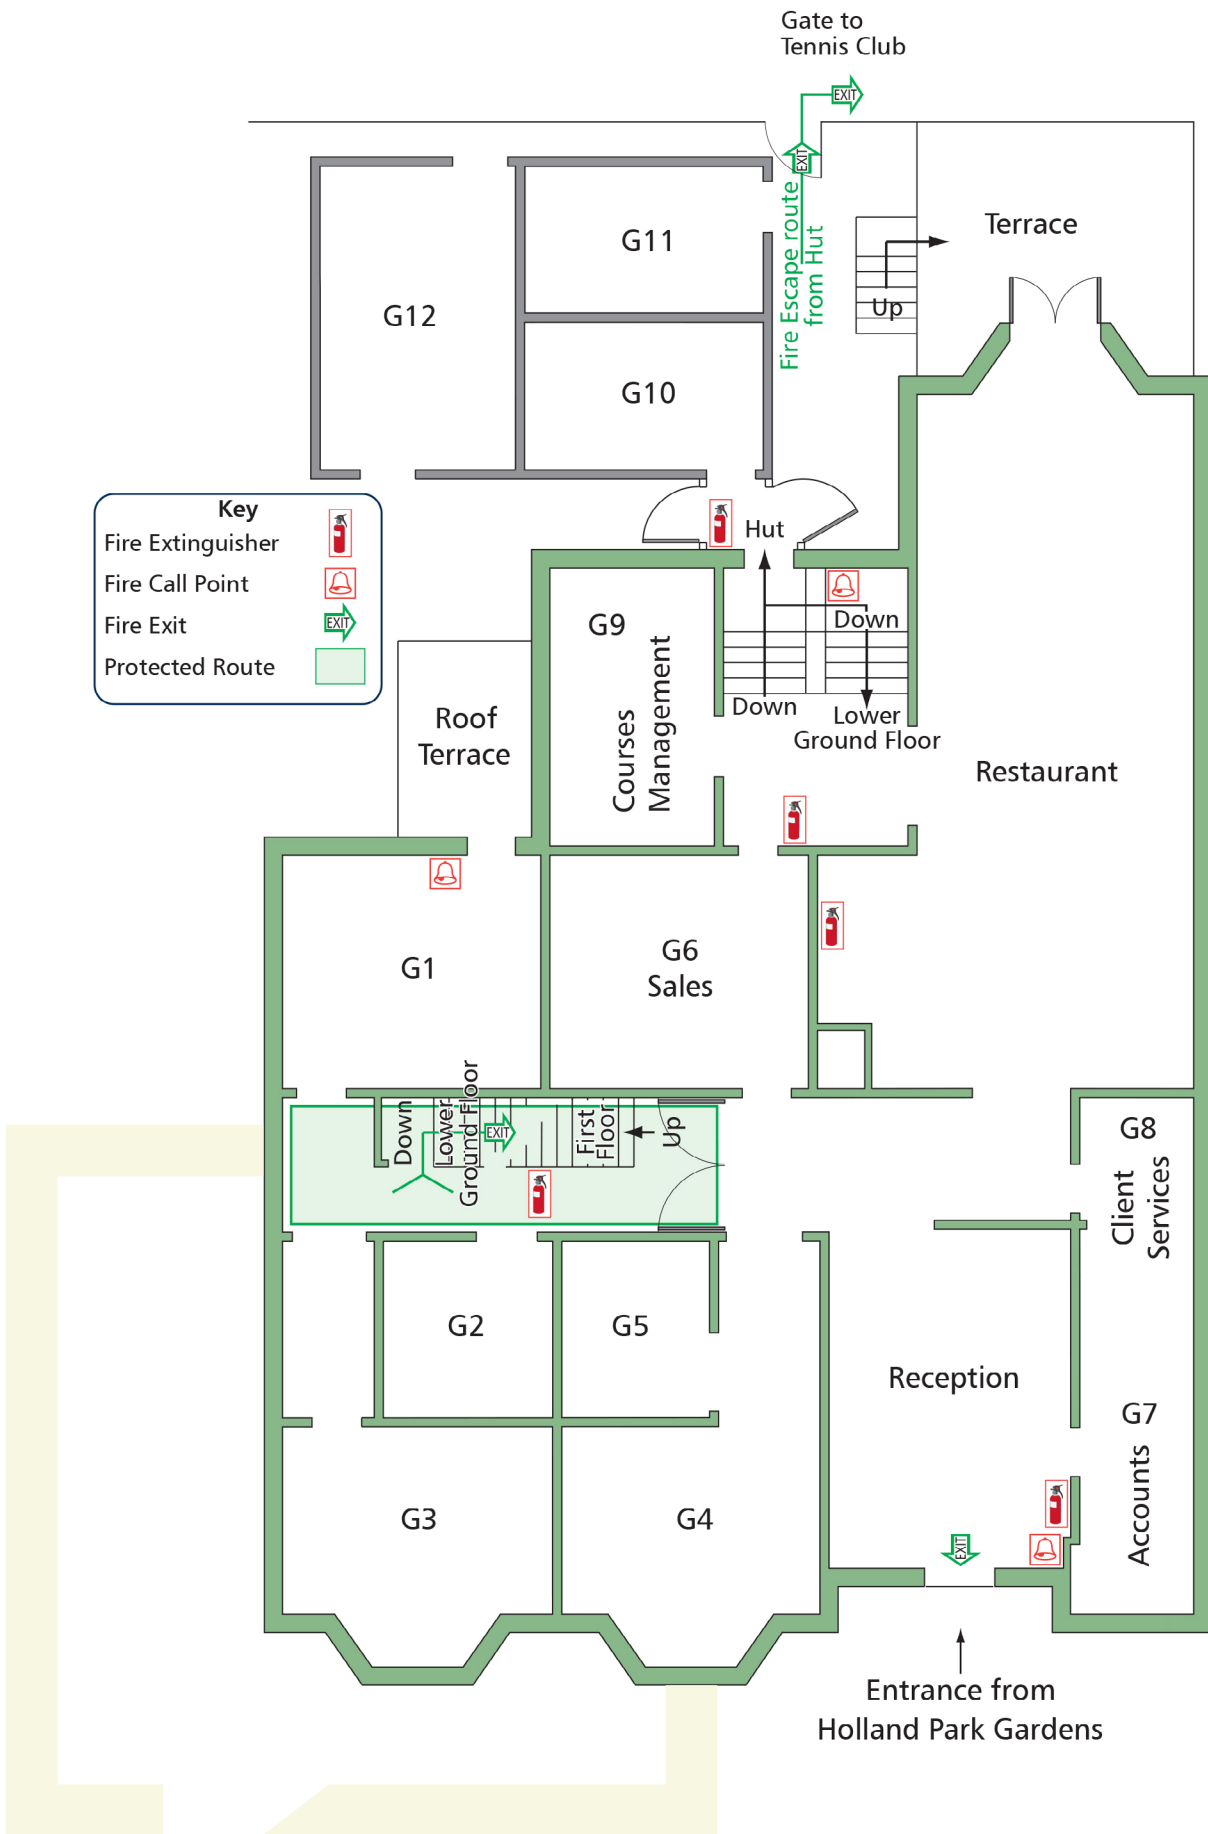 Gate to
Tennis Club
EXIT
EXIT
Fire Escape route
from Hut
Terrace
Up
G11
G12
G10
Key
Fire Extinguisher
Fire Call Point
Fire Exit
EXIT
Protected Route
Hut
G9
Courses
Management
Down
Down
Lower
Ground Floor
Roof
Terrace
Restaurant
G1
G6
Sales
Down
Lower
Ground Floor
EXIT
First
Floor
Up
G8
Client
Services
G2
G5
Reception
G7
Accounts
G3
G4
EXIT
Entrance from
Holland Park Gardens